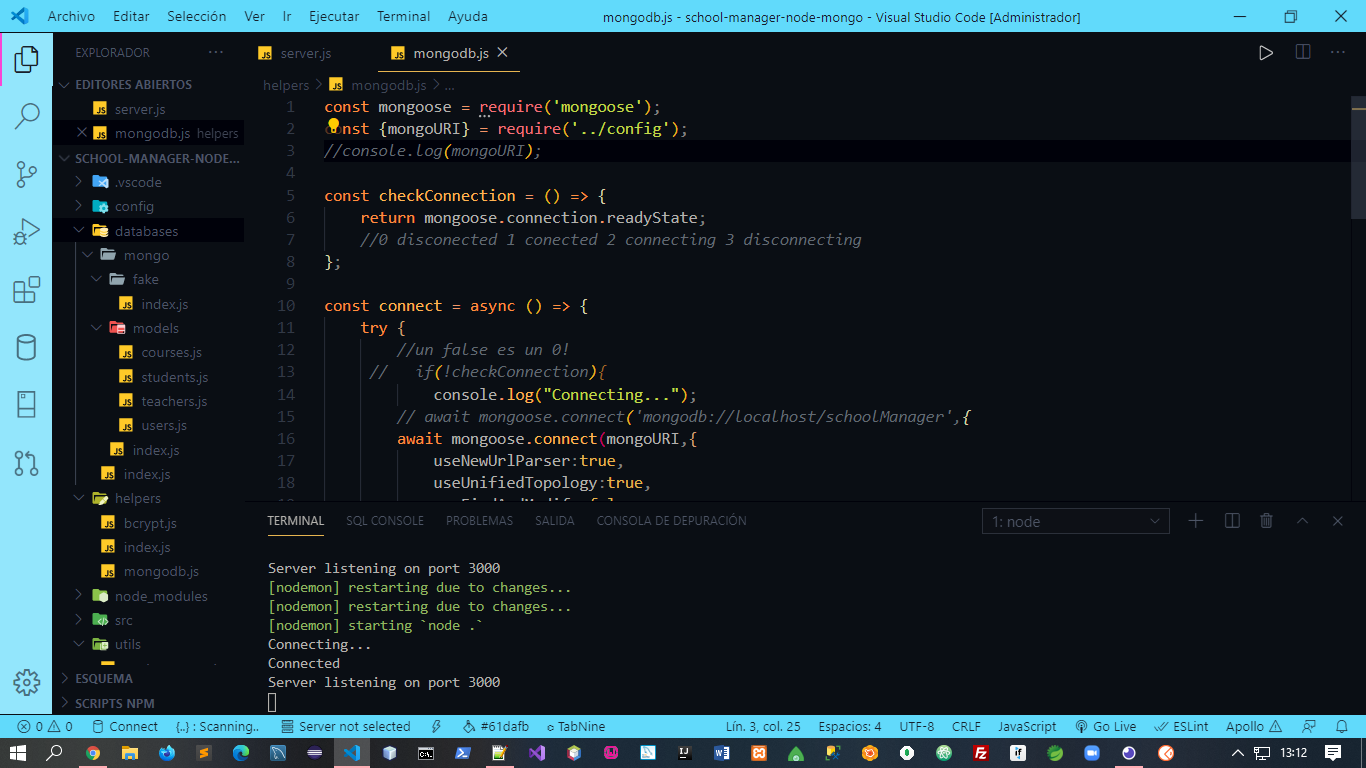 Archivo Editar Selección Ver Ir Ejecutar Terminal Ayuda
mongodb.js - school-manager-node-mongo - Visual Studio Code [Administrador]
EXPLORADOR
EDITORES ABIERTOS
server.js
mongodb.js helpers
SCHOOL-MANAGER-NODE...
.vscode
config
databases
mongo
fake
index.js
models
courses.js
students.js
teachers.js
users.js
index.js
index.js
helpers
bcrypt.js
index.js
mongodb.js
node_modules
src
utils
ESQUEMA
SCRIPTS NPM
server.js
mongodb.js
helpers > mongodb.js > ...
1 const mongoose = require('mongoose');
2 const {mongoURI} = require('../config');
3 //console.log(mongoURI);
4
5 const checkConnection = () => {
6 return mongoose.connection.readyState;
7 //0 disconected 1 conected 2 connecting 3 disconnecting
8 };
9
10 const connect = async () => {
11 try {
12 //un false es un 0!
13 // if(!checkConnection){
14 console.log("Connecting...");
15 // await mongoose.connect('mongodb://localhost/schoolManager',{
16 await mongoose.connect(mongoURI,{
17 useNewUrlParser:true,
18 useUnifiedTopology:true,
TERMINAL SQL CONSOLE PROBLEMAS SALIDA CONSOLA DE DEPURACIÓN
1: node
Server listening on port 3000
[nodemon] restarting due to changes...
[nodemon] restarting due to changes...
[nodemon] starting `node .`
Connecting...
Connected
Server listening on port 3000
0 0 Connect {..} : Scanning.. Server not selected #61dafb TabNine
Lín. 3, col. 25 Espacios: 4 UTF-8 CRLF JavaScript Go Live ESLint Apollo
13:12